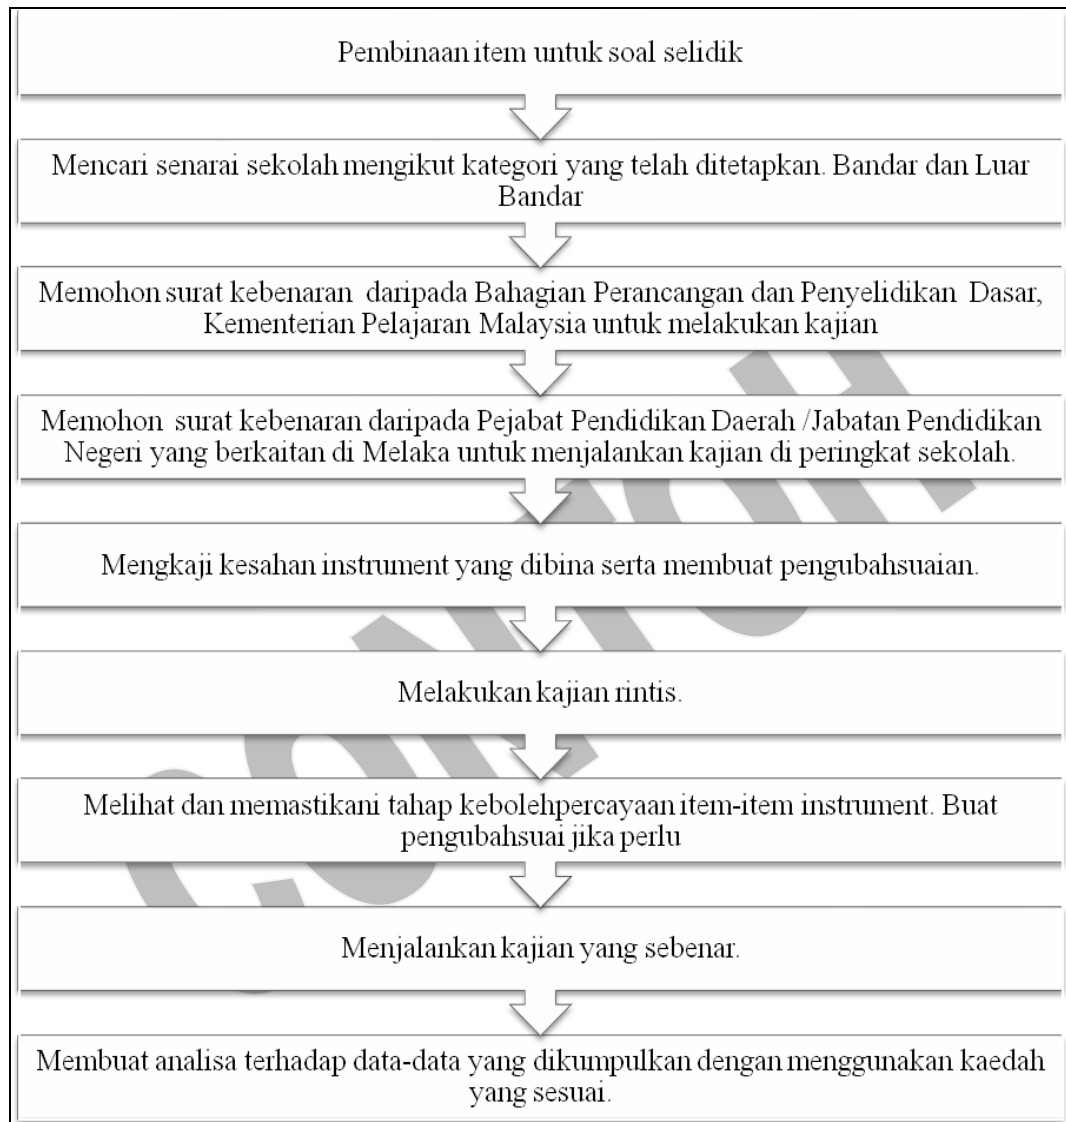 Pembinaan item untuk soal selidik
Mencari senarai sekolah mengikut kategori yang telah ditetapkan. Bandar dan Luar
Bandar
Memohon surat kebenaran daripada Bahagian Perancangan dan Penyelidikan Dasar,
Kementerian Pelajaran Malaysia untuk melakukan kajian
Memohon surat kebenaran daripada Pejabat Pendidikan Daerah /Jabatan Pendidikan
Negeri yang berkaitan di Melaka untuk menjalankan kajian di peringkat sekolah.
Mengkaji kesahan instrument yang dibina serta membuat pengubahsuaian.
Melakukan kajian rintis.
Melihat dan memastikani tahap kebolehpercayaan item-item instrument. Buat
pengubahsuai jika perlu
Menjalankan kajian yang sebenar.
Membuat analisa terhadap data-data yang dikumpulkan dengan menggunakan kaedah
yang sesuai.
CONTOH